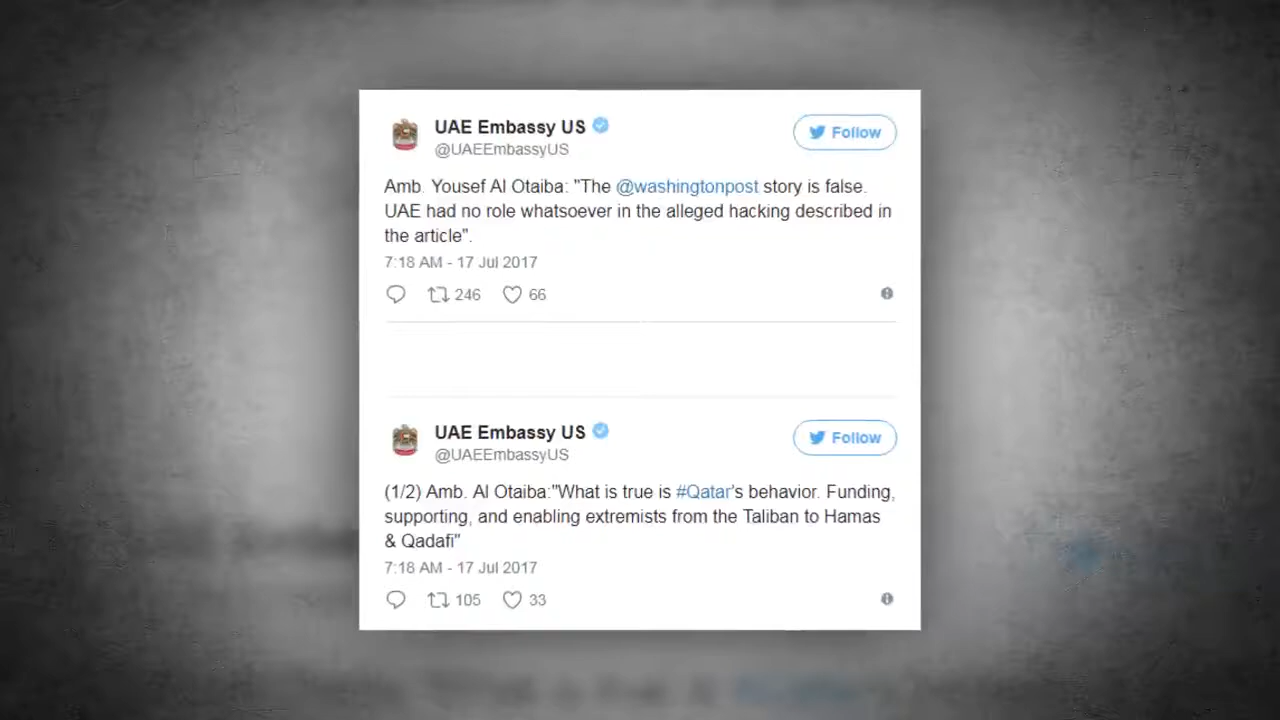 UAE Embassy US
Follow
@UAEEmbassyUS
Amb. Yousef Al Otaiba: "The @washingtonpost story is false.
UAE had no role whatsoever in the alleged hacking described in
the article".
7:18 AM - 17 Jul 2017
246 66
UAE Embassy US
Follow
@UAEEmbassyUS
(1/2) Amb. Al Otaiba:"What is true is #Qatar's behavior. Funding,
supporting, and enabling extremists from the Taliban to Hamas
& Qadafi"
7:18 AM - 17 Jul 2017
105 33